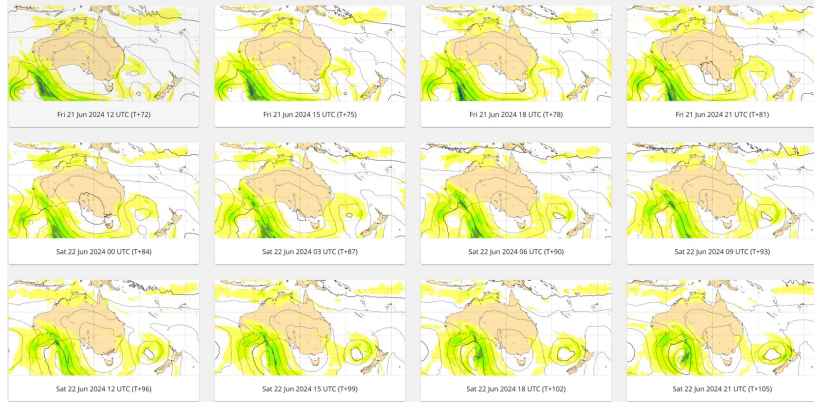 Fri 21 Jun 2024 12 UTC (T+72)
Fri 21 Jun 2024 15 UTC (T+75)
Fri 21 Jun 2024 18 UTC (T+78)
Fri 21 Jun 2024 21 UTC (T+81)
Sat 22 Jun 2024 00 UTC (T+84)
Sat 22 Jun 2024 03 UTC (T+87)
Sat 22 Jun 2024 06 UTC (T+90)
Sat 22 Jun 2024 09 UTC (T+93)
Sat 22 Jun 2024 12 UTC (T+96)
Sat 22 Jun 2024 15 UTC (T+99)
Sat 22 Jun 2024 18 UTC (T+102)
Sat 22 Jun 2024 21 UTC (T+105)